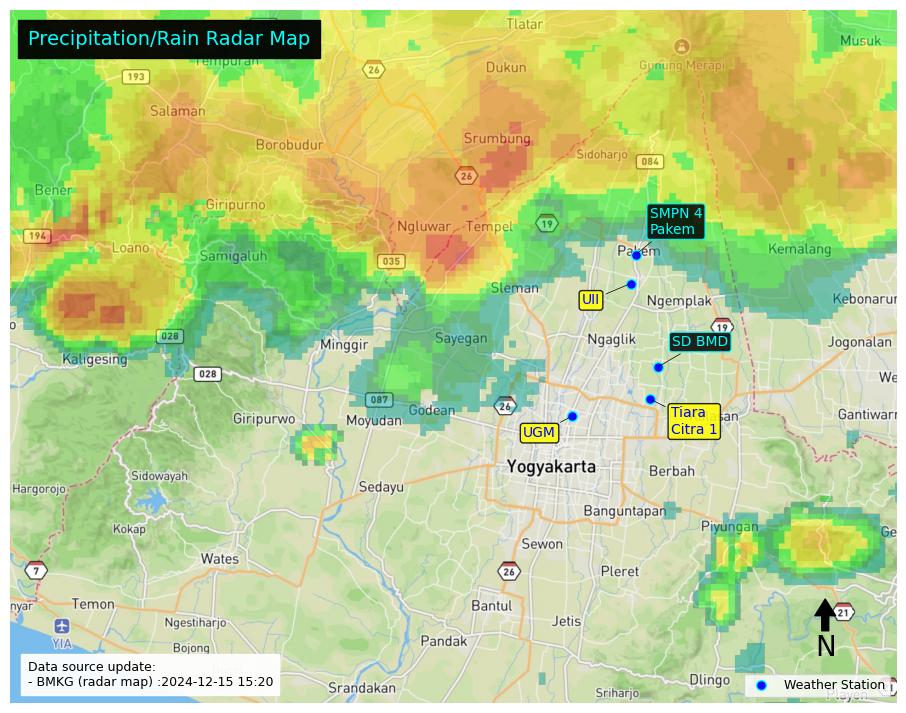 Precipitation/Rain Radar Map
Tlatar
Musuk
Tempuran
26
193
Dukun
Gunung Merapi
Salaman
Srumbung
Borobudur
Sidoharjo
084
26
Bener
Giripurno
SMPN 4
Pakem
194
Ngluwar
Tempel
19
Loano
Samigaluh
035
Pakem
Kemalang
Sleman
UII
Ngemplak
Kebonarum
19
028
Minggir
Sayegan
Ngaglik
SD BMD
Jogonalan
Kaligesing
028
087
Moyudan
Godean
26
Tiara
Citra 1
Giripurwo
UGM
Yogyakarta
Sidowayah
Berbah
Hargorojo
Sedayu
Banguntapan
Kokap
Piyungan
Sewon
Wates
7
26
Pleret
Temon
Bantul
21
Ngestiharjo
Jetis
YIA
Pandak
N
Bojong
Data source update:
- BMKG (radar map) :2024-12-15 15:20
Srandakan
Dlingo
Sriharjo
Weather Station
Playen